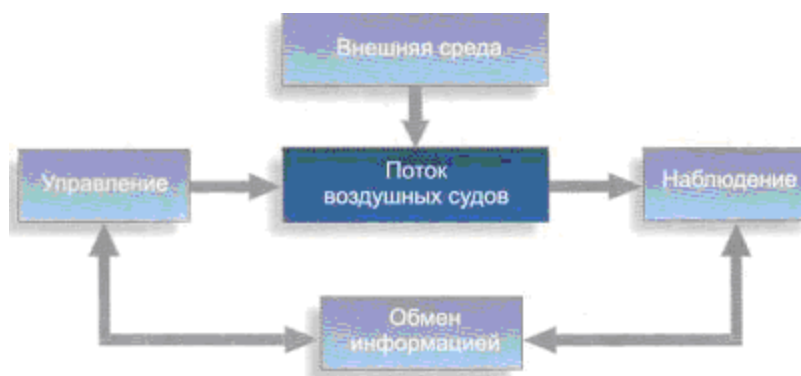 Внешняя среда
Управление
Поток
воздушных судов
Наблюдение
Обмен
информацией